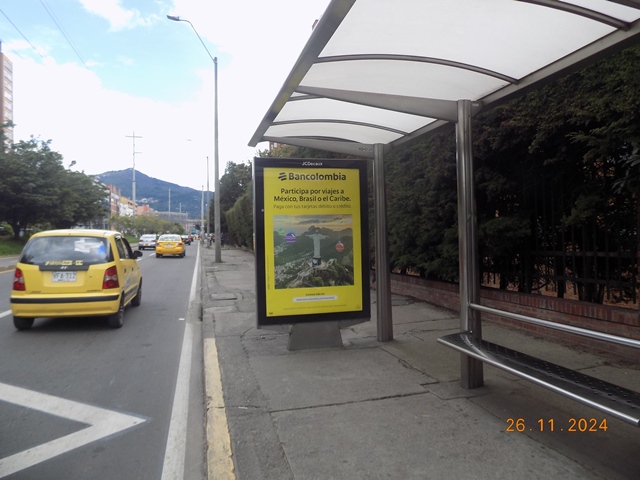 JCDecaux
Bancolombia
Participa por viajes a
México, Brasil o el Caribe.
Paga con tus tarjetas débito o crédito.
26.11.2024